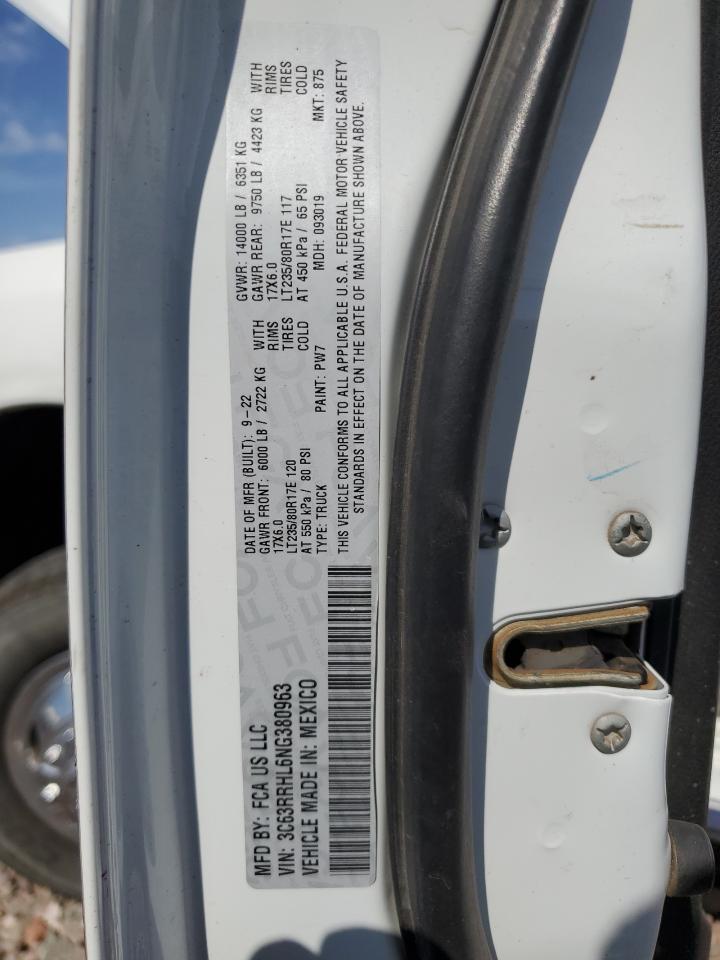 MFD BY: FCA US LLC
VIN: 3C63RRHL6NG380963
VEHICLE MADE IN: MEXICO
DATE OF MFR (BUILT): 9-22 GVWR: 14000 LB / 6351 KG
GAWR FRONT: 6000 LB / 2722 KG WITH GAWR REAR: 9750 LB / 4423 KG WITH
17X6.0 RIMS 17X6.0 RIMS
LT235/80R17E 120 TIRES LT235/80R17E 117 TIRES
AT 550 kPa / 80 PSI COLD AT 450 kPa / 65 PSI COLD
TYPE: TRUCK PAINT: PW7 MDH: 093019 MKT: 875
THIS VEHICLE CONFORMS TO ALL APPLICABLE U.S.A. FEDERAL MOTOR VEHICLE SAFETY
STANDARDS IN EFFECT ON THE DATE OF MANUFACTURE SHOWN ABOVE.